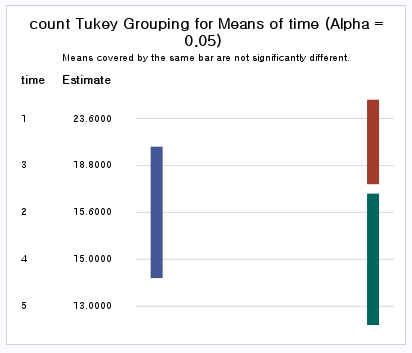 count Tukey Grouping for Means of time (Alpha =
0.05)
Means covered by the same bar are not significantly different.
time Estimate
1 23.6000
3 18.8000
2 15.6000
4 15.0000
5 13.0000